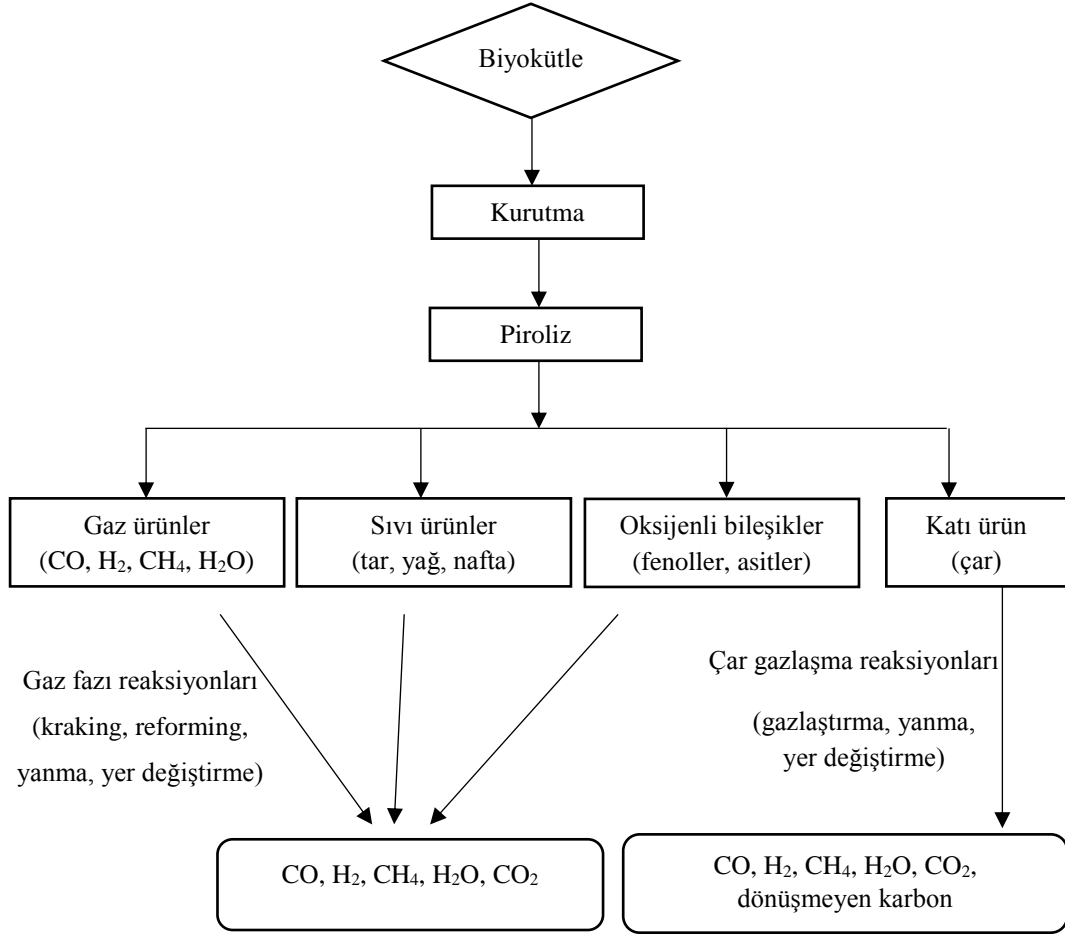 Biyokütle
Kurutma
Piroliz
Gaz ürünler
(CO, H₂, CH₄, H₂O)
Sıvı ürünler
(tar, yağ, nafta)
Oksijenli bileşikler
(fenoller, asitler)
Katı ürün
(çar)
Gaz fazı reaksiyonları
(kraking, reforming,
yanma, yer değiştirme)
Çar gazlaşma reaksiyonları
(gazlaştırma, yanma,
yer değiştirme)
CO, H₂, CH₄, H₂O, CO₂
CO, H₂, CH₄, H₂O, CO₂,
dönüşmeyen karbon